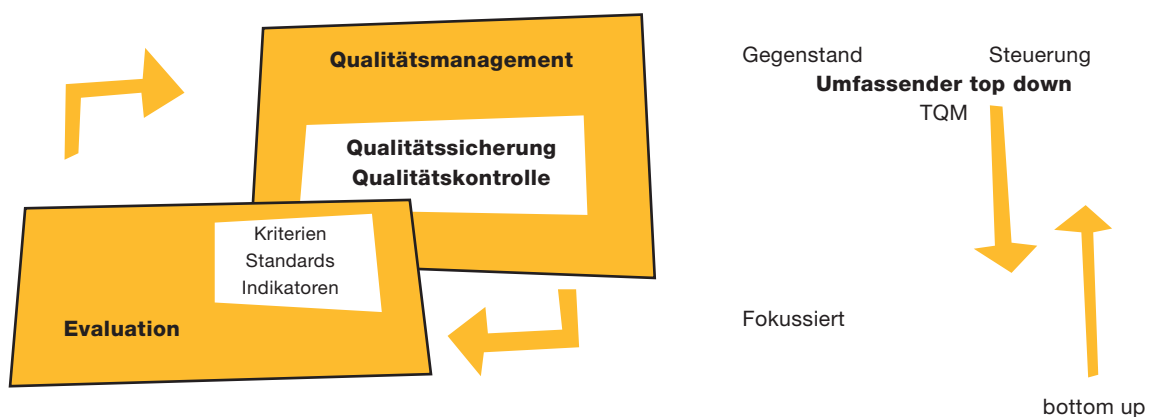 Qualitätsmanagement
Qualitätssicherung
Qualitätskontrolle
Kriterien
Standards
Indikatoren
Evaluation
Gegenstand Steuerung
Umfassender top down
TQM
Fokussiert
bottom up